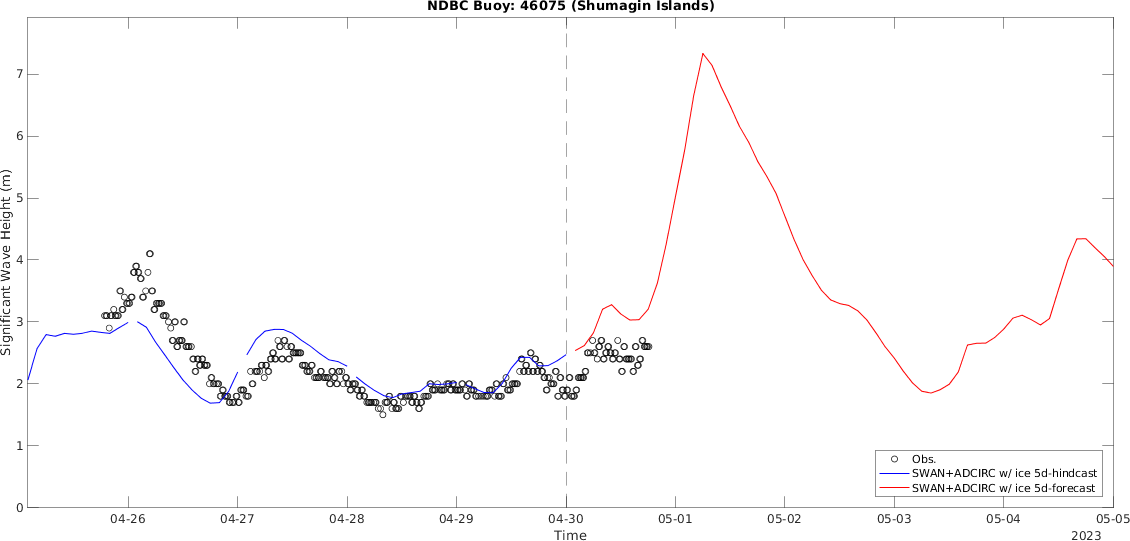 NDBC Buoy: 46075 (Shumagin Islands)
7
6
5
4
3
2
1
0
Significant Wave Height (m)
Obs.
SWAN+ADCIRC w/ ice 5d-hindcast
SWAN+ADCIRC w/ ice 5d-forecast
04-26 04-27 04-28 04-29 04-30 05-01 05-02 05-03 05-04 05-05
Time
2023